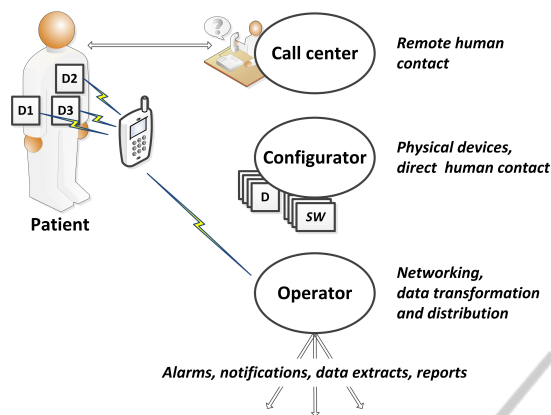 ?
Call center
Remote human
contact
D2
D1
D3
Configurator
Physical devices,
direct human contact
D
SW
Patient
Operator
Networking,
data transformation
and distribution
Alarms, notifications, data extracts, reports